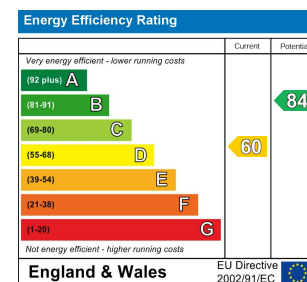 Energy Efficiency Rating
Current Potentia
Very energy efficient - lower running costs
(92 plus) A
(81-91) B
84
(69-80) C
(55-68) D
60
(39-54) E
(21-38) F
(1-20) G
Not energy efficient - higher running costs
England & Wales
EU Directive
2002/91/EC